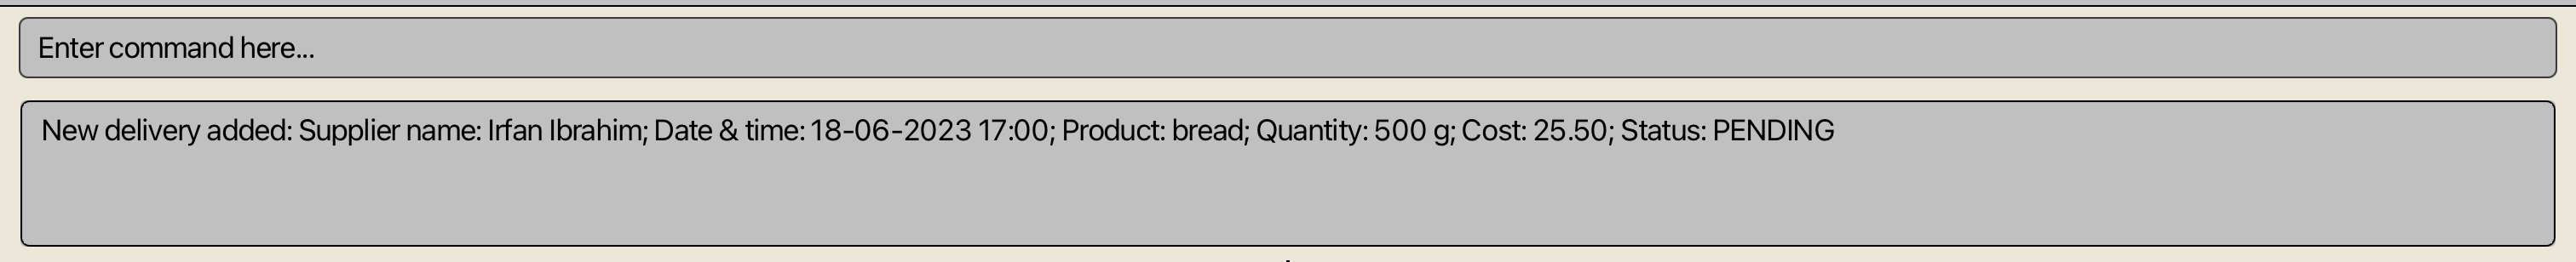 Enter command here...
New delivery added: Supplier name: Irfan Ibrahim; Date & time: 18-06-2023 17:00; Product: bread; Quantity: 500 g; Cost: 25.50; Status: PENDING